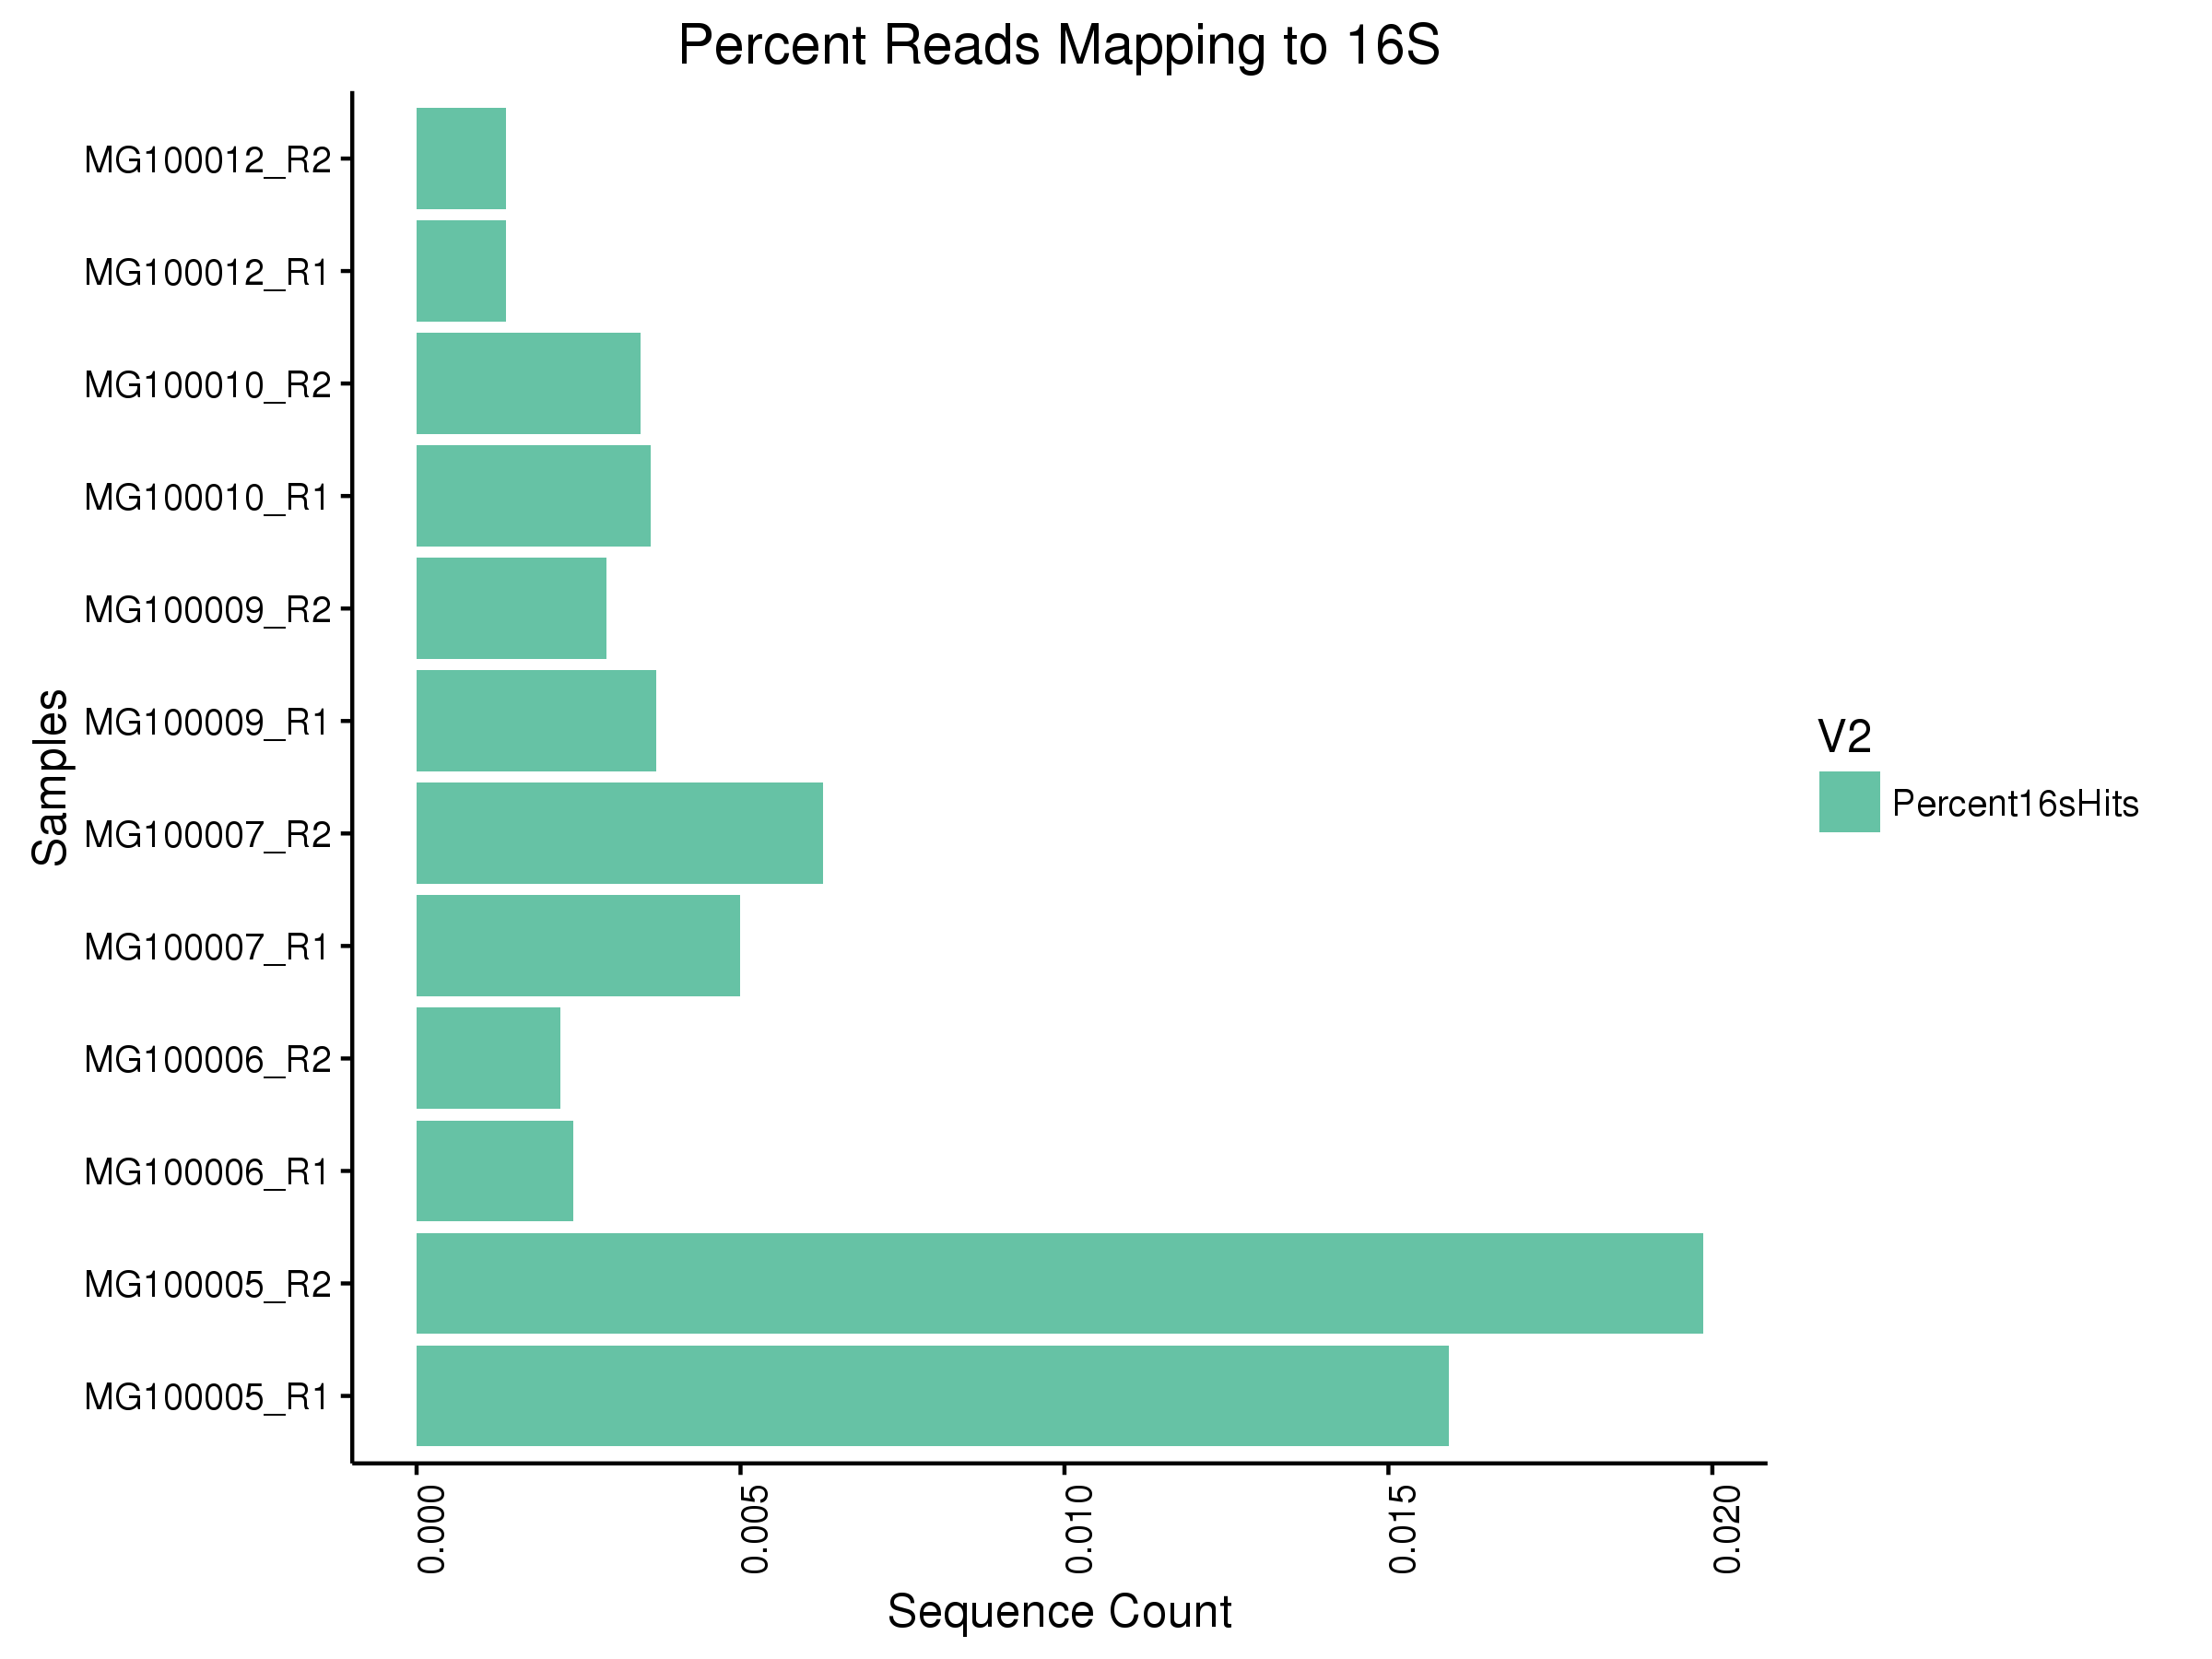 Percent Reads Mapping to 16S
Samples
MG100012_R2
MG100012_R1
MG100010_R2
MG100010_R1
MG100009_R2
MG100009_R1
MG100007_R2
MG100007_R1
MG100006_R2
MG100006_R1
MG100005_R2
MG100005_R1
0.000
0.005
0.010
0.015
0.020
Sequence Count
V2
Percent16sHits